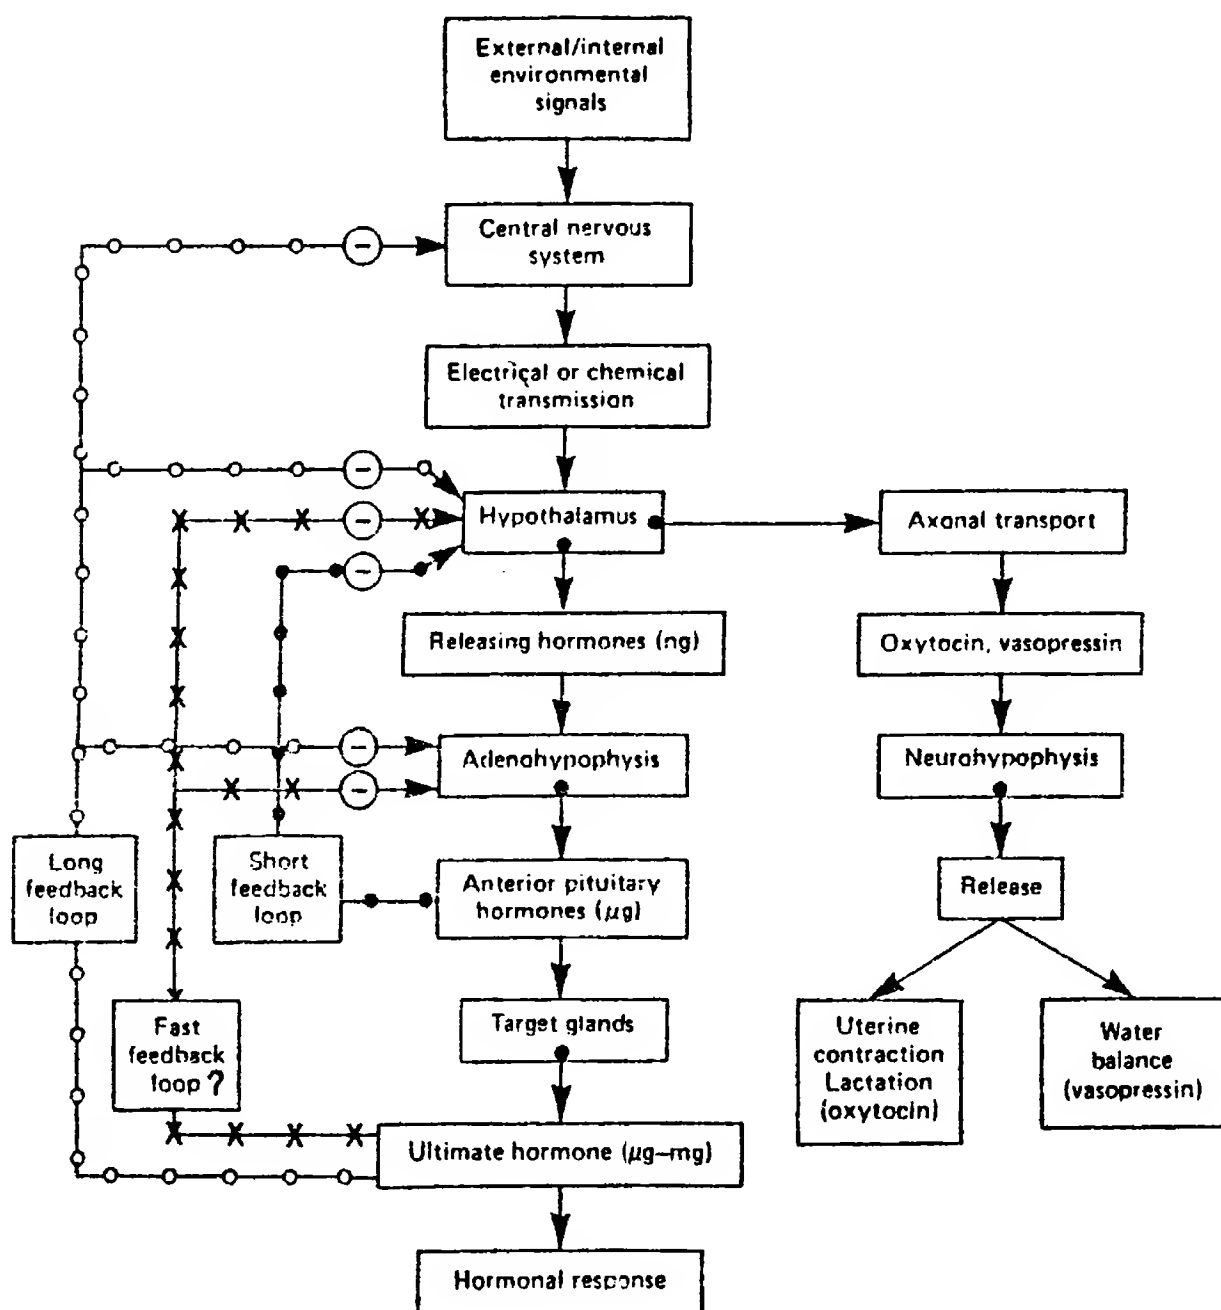 External/internal
environmental
signals
Central nervous
system
Electrical or chemical
transmission
Hypothalamus
Axonal transport
Releasing hormones (ng)
Oxytocin, vasopressin
Adenohypophysis
Neurohypophysis
Long
feedback
loop
Short
feedback
loop
Anterior pituitary
hormones (µg)
Release
Fast
feedback
loop ?
Target glands
Uterine
contraction
Lactation
(oxytocin)
Water
balance
(vasopressin)
Ultimate hormone (µg–mg)
Hormonal response